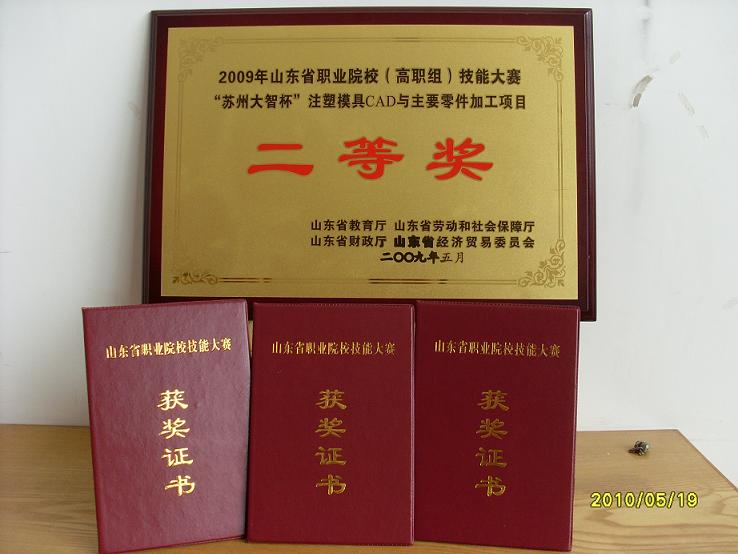 2009年山东省职业院校（高职组）技能大赛
“苏州大智杯”注塑模具CAD与主要零件加工项目
二等奖
山东省教育厅 山东省劳动和社会保障厅
山东省财政厅 山东省经济贸易委员会
二〇〇九年五月
山东省职业院校技能大赛
获奖证书
山东省职业院校技能大赛
获奖证书
山东省职业院校技能大赛
获奖证书
2010/05/19